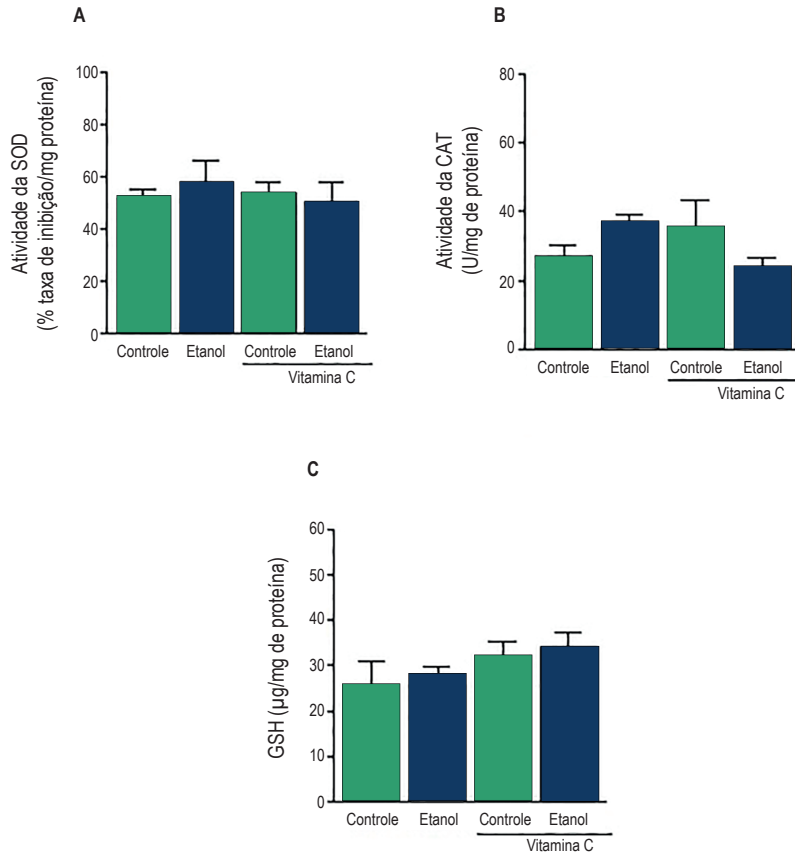 A
Atividade da SOD
(% taxa de inibição/mg proteína)
100
80
60
40
20
0
Controle Etanol Controle Etanol
Vitamina C
B
Atividade da CAT
(U/mg de proteína)
80
60
40
20
0
Controle Etanol Controle Etanol
Vitamina C
C
GSH (µg/mg de proteína)
60
50
40
30
20
10
0
Controle Etanol Controle Etanol
Vitamina C